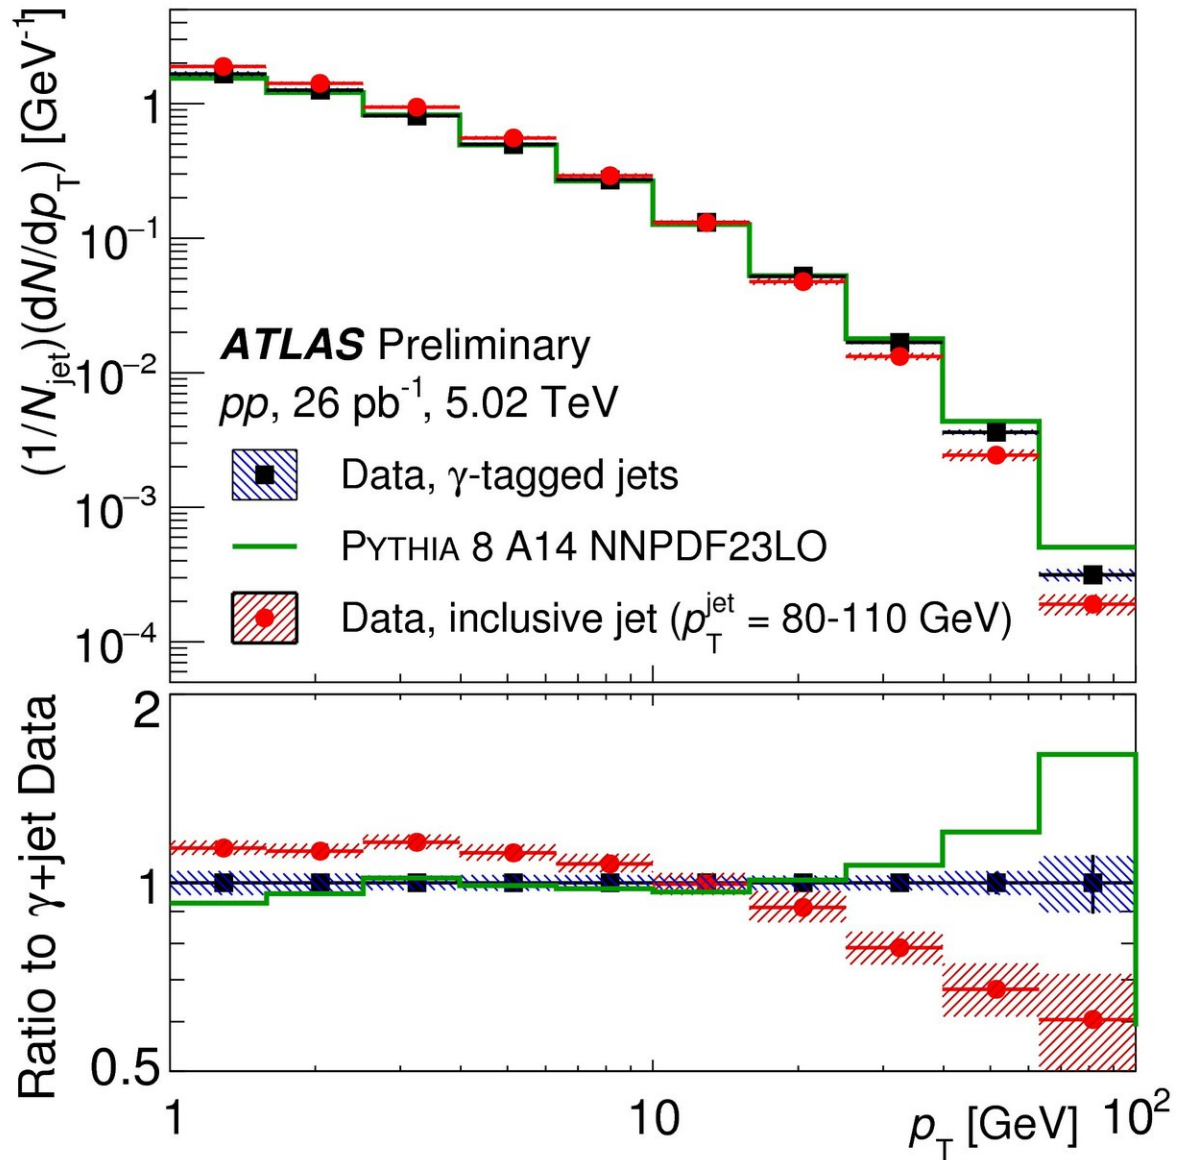 (1/N_jet)(dN/dp_T) [GeV⁻¹]
1
10⁻¹
10⁻²
10⁻³
10⁻⁴
ATLAS Preliminary
pp, 26 pb⁻¹, 5.02 TeV
Data, γ-tagged jets
PYTHIA 8 A14 NNPDF23LO
Data, inclusive jet (p_T^jet = 80-110 GeV)
Ratio to γ+jet Data
2
1
0.5
1
10
10²
p_T [GeV]